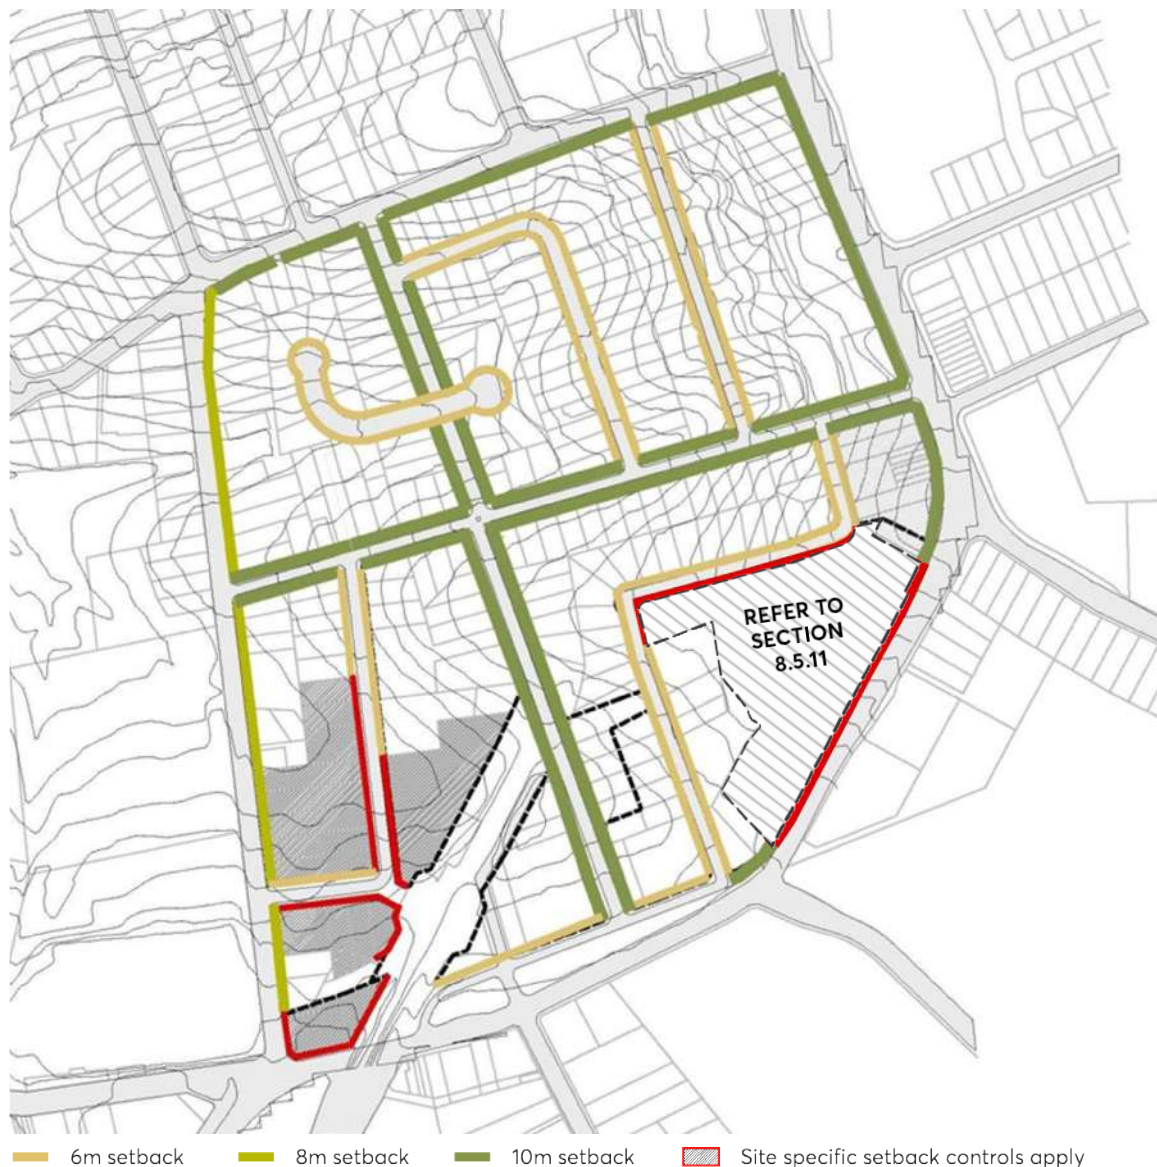 REFER TO
SECTION
8.5.11
6m setback
8m setback
10m setback
Site specific setback controls apply